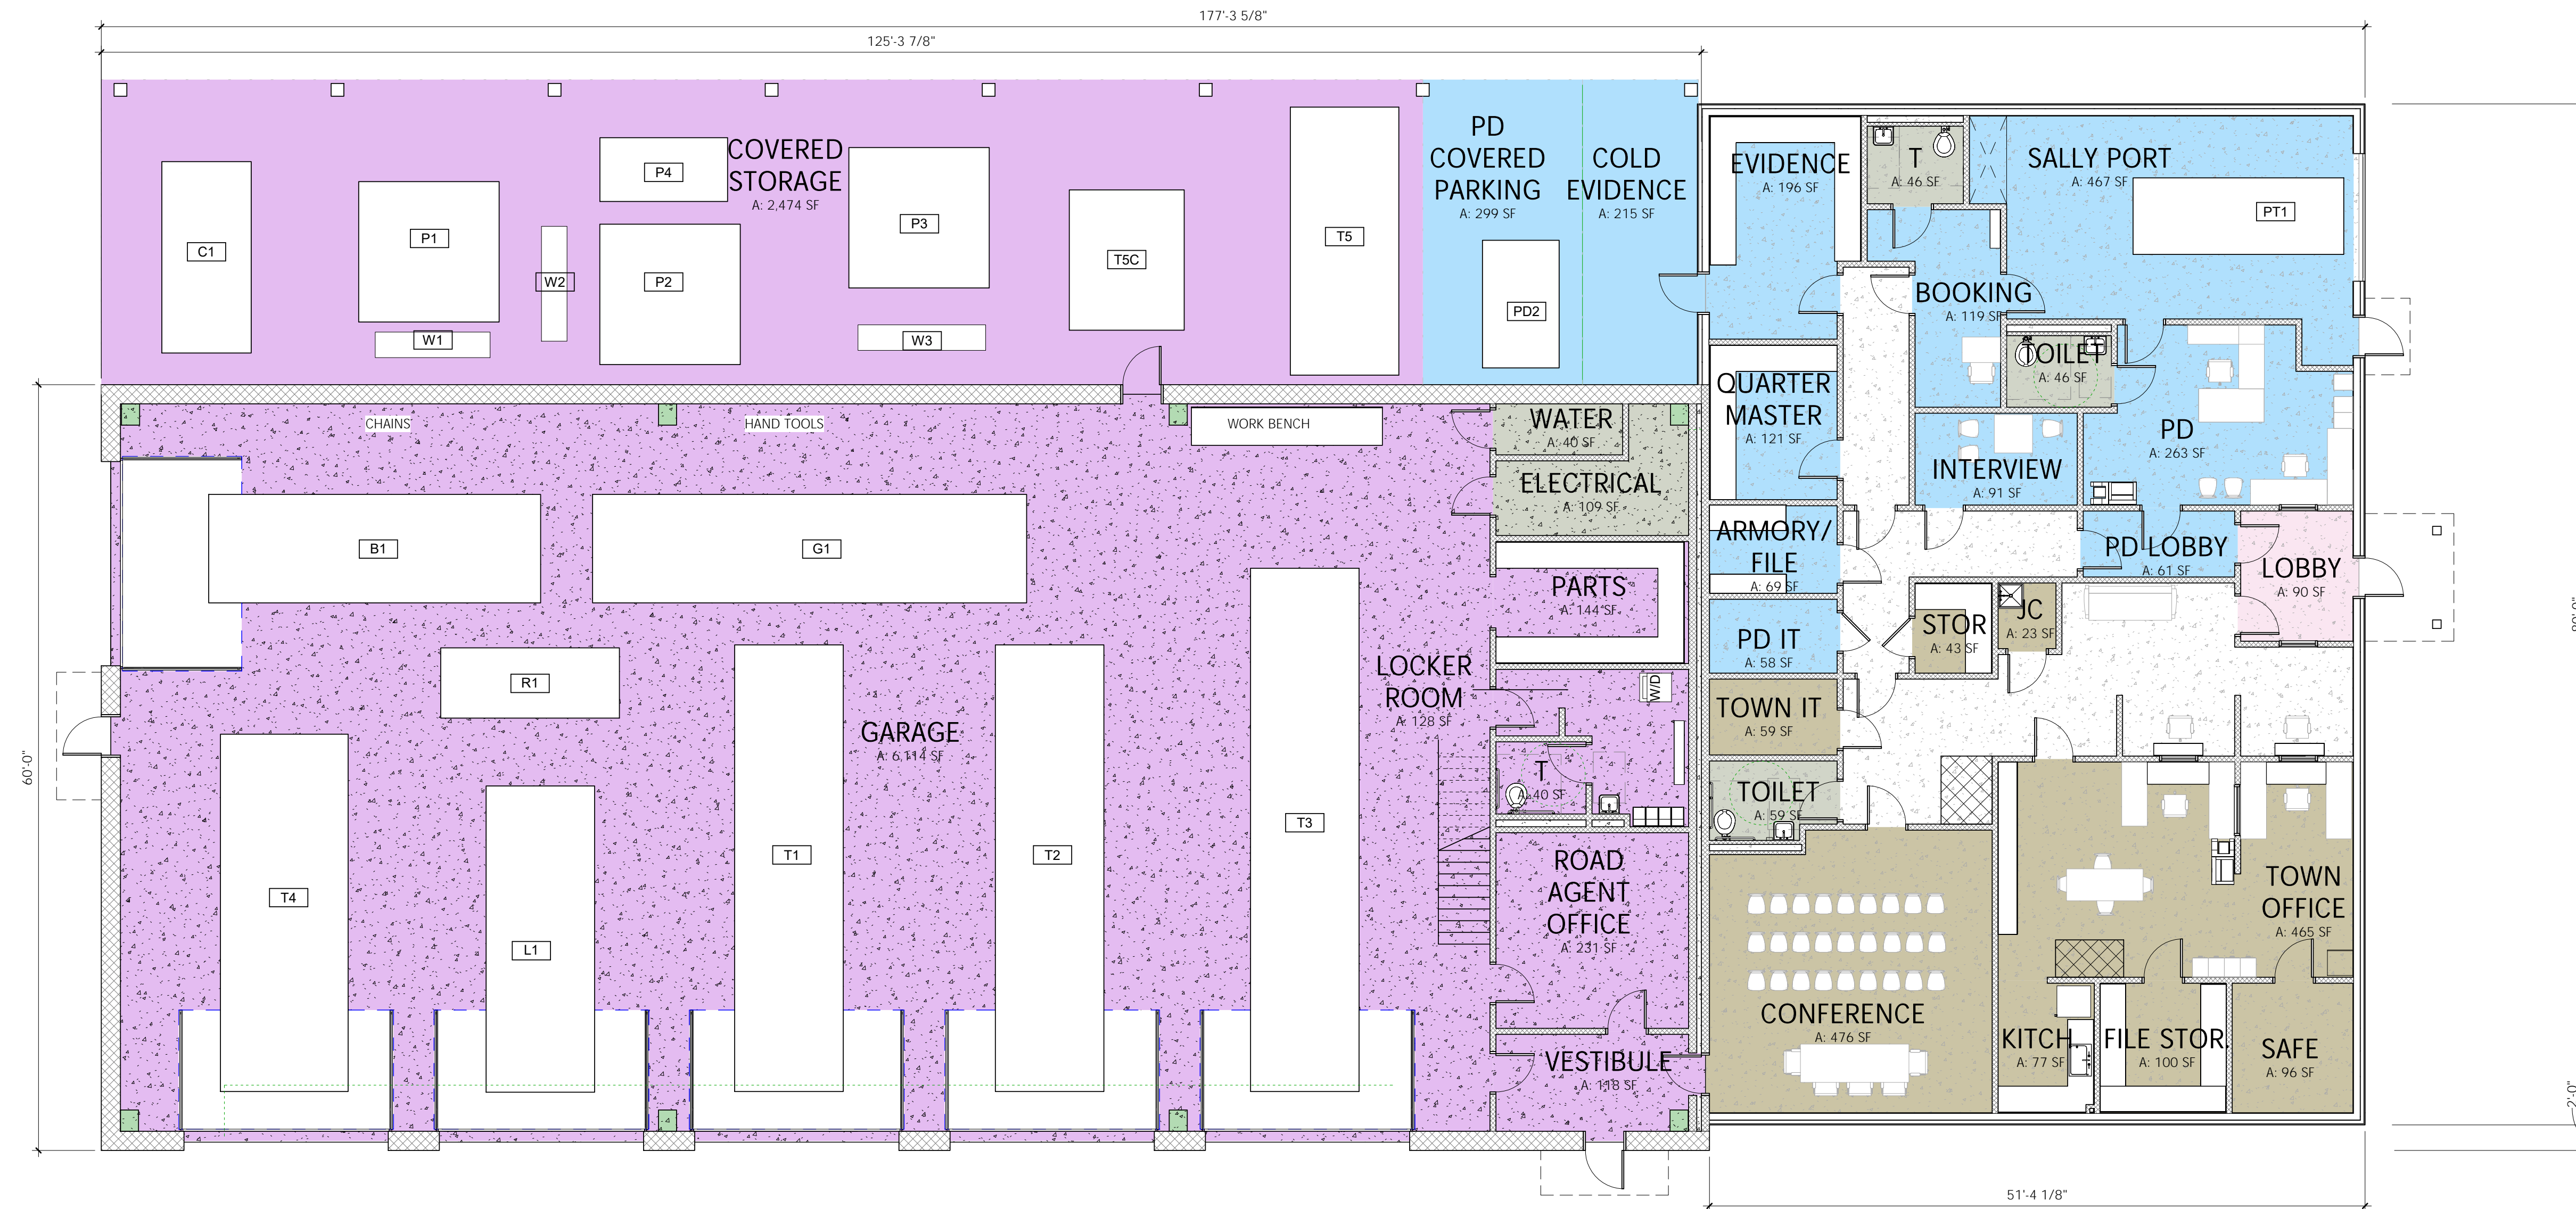 177'-3 5/8"
125'-3 7/8"
COVERED
STORAGE
A: 2,474 SF
C1
P1
W1
W2
P4
P2
P3
W3
T5C
T5
PD
COVERED
PARKING
A: 299 SF
PD2
COLD
EVIDENCE
A: 215 SF
EVIDENCE
A: 196 SF
T
A: 46 SF
SALLY PORT
A: 467 SF
PT1
BOOKING
A: 119 SF
TOILET
A: 46 SF
QUARTER
MASTER
A: 121 SF
INTERVIEW
A: 91 SF
PD
A: 263 SF
CHAINS
HAND TOOLS
WORK BENCH
WATER
A: 40 SF
ELECTRICAL
A: 109 SF
B1
G1
PARTS
A: 144 SF
ARMORY/
FILE
A: 69 SF
PD LOBBY
A: 61 SF
LOBBY
A: 90 SF
PD IT
A: 58 SF
STOR
A: 43 SF
JC
A: 23 SF
R1
GARAGE
A: 6,114 SF
LOCKER
ROOM
A: 128 SF
W/D
TOWN IT
A: 59 SF
T
A: 40 SF
TOILET
A: 59 SF
60'-0"
T4
L1
T1
T2
T3
ROAD
AGENT
OFFICE
A: 231 SF
TOWN
OFFICE
A: 465 SF
CONFERENCE
A: 476 SF
VESTIBULE
A: 118 SF
KITCH
A: 77 SF
FILE STOR.
A: 100 SF
SAFE
A: 96 SF
2'-0"
51'-4 1/8"